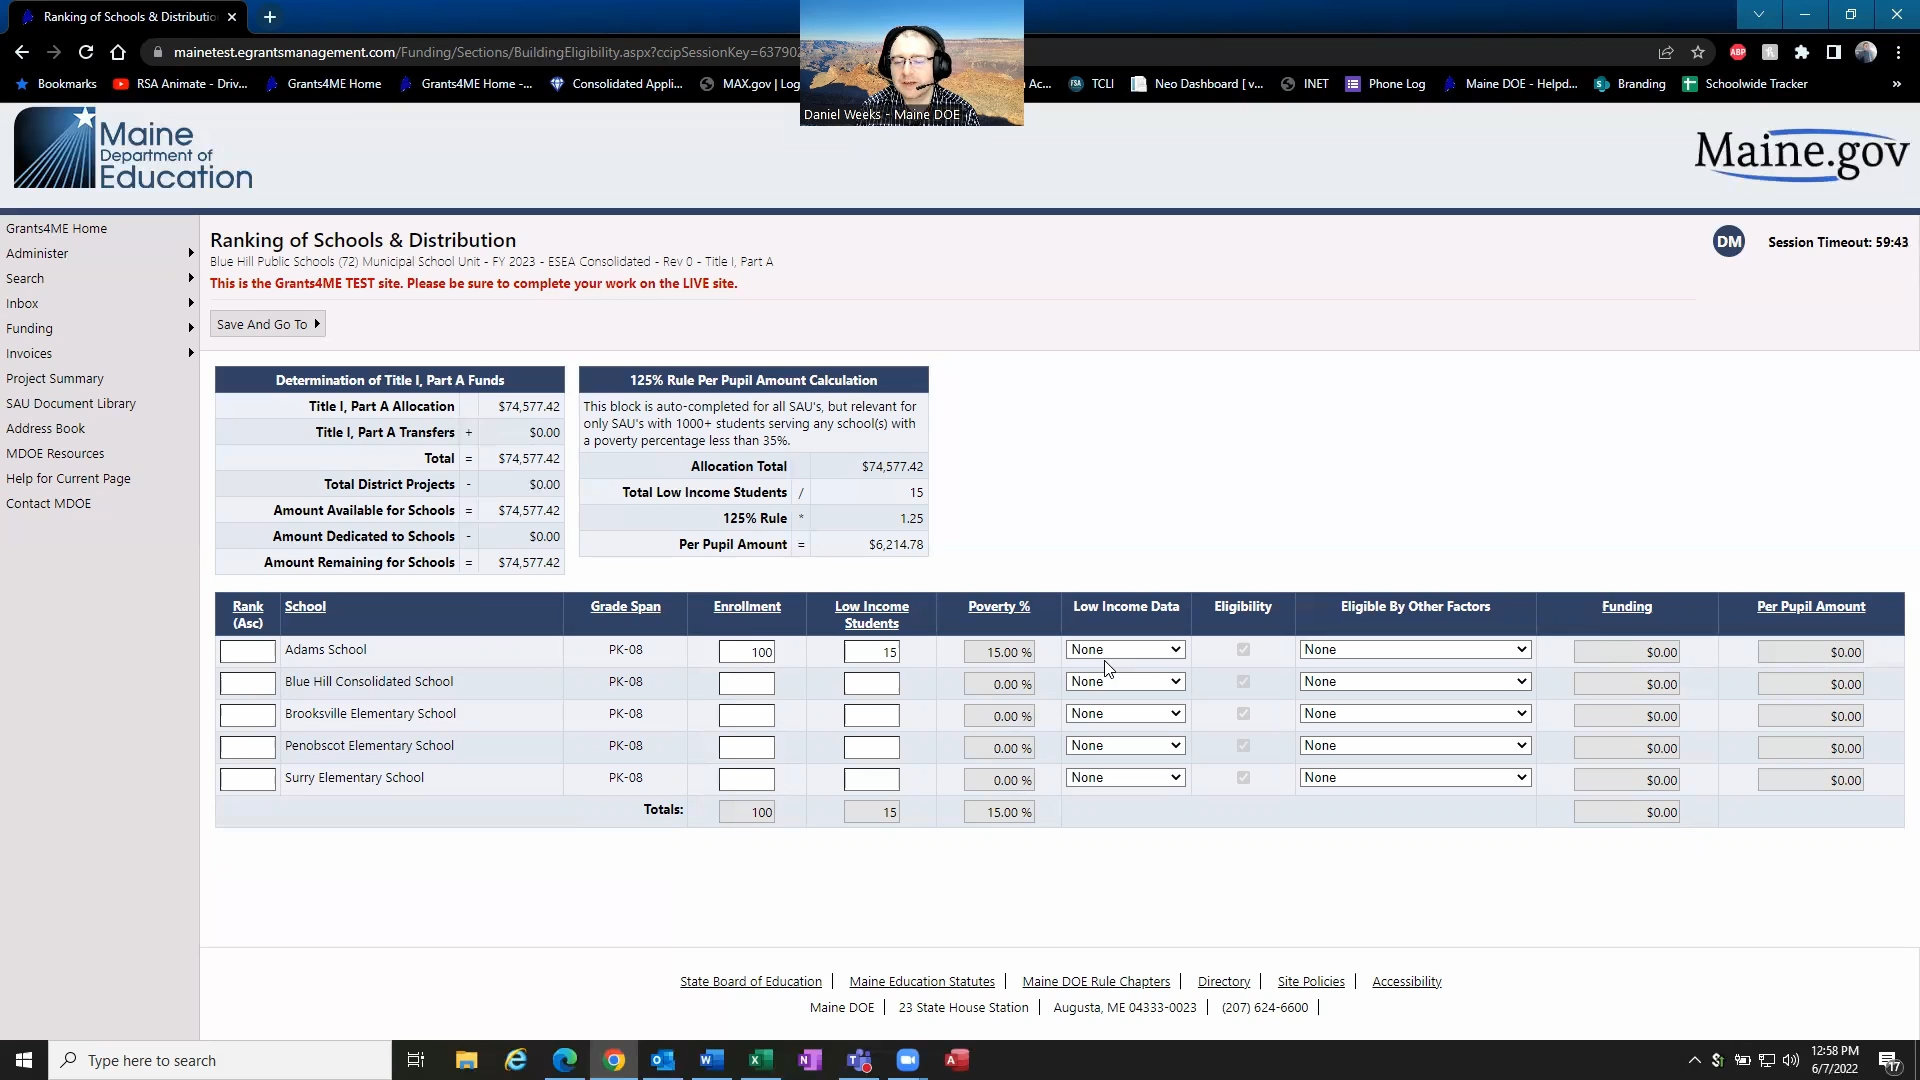 Ranking of Schools & Distributio
mainetest.egrantsmanagement.com/Funding/Sections/BuildingEligibility.aspx?ccipSessionKey=63790
Bookmarks
RSA Animate - Driv...
Grants4ME Home
Grants4ME Home -...
Consolidated Appli...
MAX.gov | Log
Ac...
TCLI
Neo Dashboard [ v...
INET
Phone Log
Maine DOE - Helpd...
Branding
Schoolwide Tracker
»
Daniel Weeks - Maine DOE
Maine
Department of
Education
Maine.gov
Grants4ME Home
Administer
Search
Inbox
Funding
Invoices
Project Summary
SAU Document Library
Address Book
MDOE Resources
Help for Current Page
Contact MDOE
Ranking of Schools & Distribution
DM
Session Timeout: 59:43
Blue Hill Public Schools (72) Municipal School Unit - FY 2023 - ESEA Consolidated - Rev 0 - Title I, Part A
This is the Grants4ME TEST site. Please be sure to complete your work on the LIVE site.
Save And Go To
Determination of Title I, Part A Funds
Title I, Part A Allocation $74,577.42
Title I, Part A Transfers + $0.00
Total = $74,577.42
Total District Projects - $0.00
Amount Available for Schools = $74,577.42
Amount Dedicated to Schools - $0.00
Amount Remaining for Schools = $74,577.42
125% Rule Per Pupil Amount Calculation
This block is auto-completed for all SAU's, but relevant for
only SAU's with 1000+ students serving any school(s) with
a poverty percentage less than 35%.
Allocation Total $74,577.42
Total Low Income Students / 15
125% Rule * 1.25
Per Pupil Amount = $6,214.78
Rank (Asc) School Grade Span Enrollment Low Income Students Poverty % Low Income Data Eligibility Eligible By Other Factors Funding Per Pupil Amount
Adams School PK-08 100 15 15.00 % None None $0.00 $0.00
Blue Hill Consolidated School PK-08 0.00 % None None $0.00 $0.00
Brooksville Elementary School PK-08 0.00 % None None $0.00 $0.00
Penobscot Elementary School PK-08 0.00 % None None $0.00 $0.00
Surry Elementary School PK-08 0.00 % None None $0.00 $0.00
Totals: 100 15 15.00 % $0.00
State Board of Education | Maine Education Statutes | Maine DOE Rule Chapters | Directory | Site Policies | Accessibility
Maine DOE | 23 State House Station | Augusta, ME 04333-0023 | (207) 624-6600 |
Type here to search
12:58 PM
6/7/2022
17